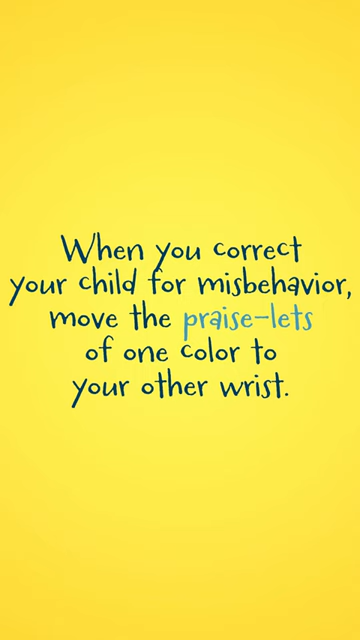 When you correct
your child for misbehavior,
move the praise-lets
of one color to
your other wrist.